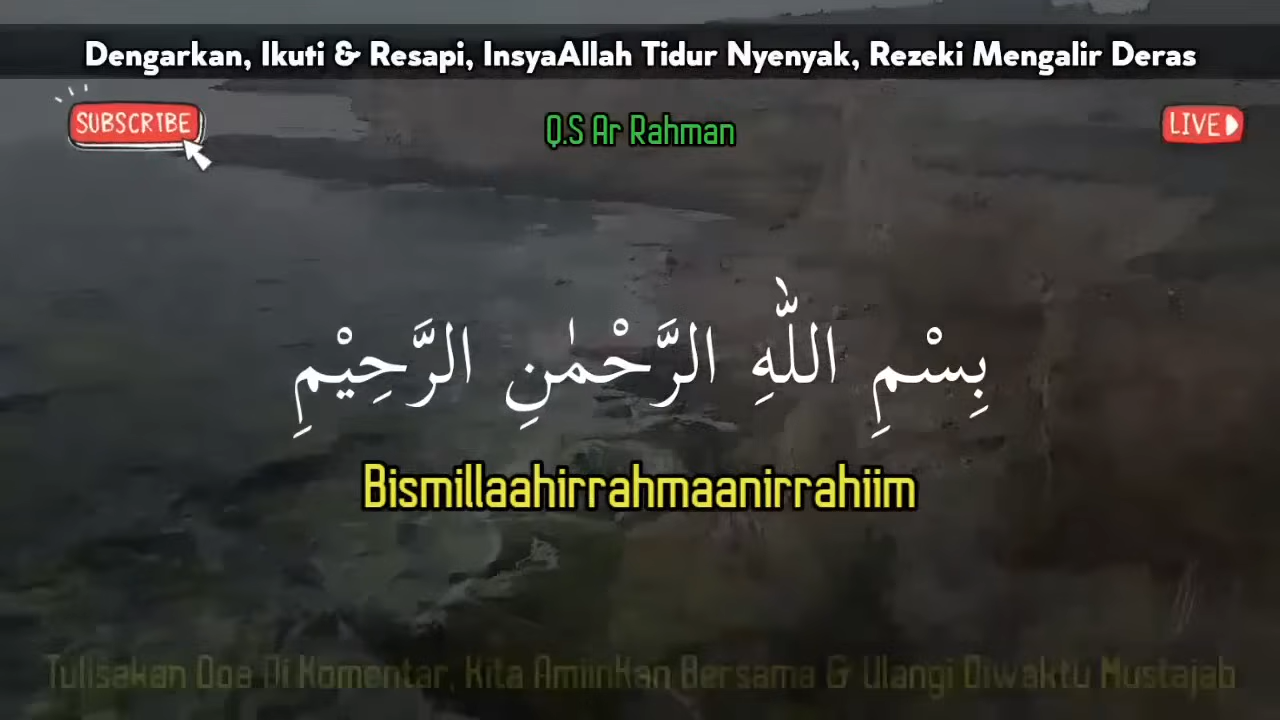 Dengarkan, Ikuti & Resapi, InsyaAllah Tidur Nyenyak, Rezeki Mengalir Deras
SUBSCRIBE
Q.S Ar Rahman
LIVE
بِسْمِ اللّٰهِ الرَّحْمٰنِ الرَّحِيْمِ
Bismillaahirrahmaanirrahiim
Tulisakan Doa Di Komentar, Kita AmiinKan Bersama & Ulangi Diwaktu Mustajab